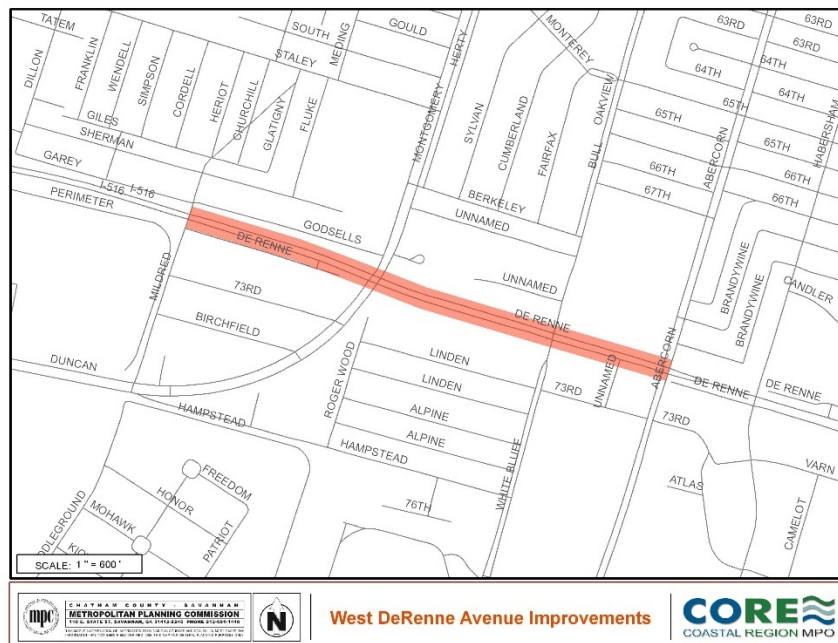 TATEM
DILLON
FRANKLIN
WENDELL
SIMPSON
CORDELL
HERIOT
CHURCHILL
GLATIGNY
FLUKE
SOUTH
STALEY
MEDING
GOULD
HERTY
MONTGOMERY
MONTEREY
SYLVAN
CUMBERLAND
FAIRFAX
OAKVIEW
BULL
63RD
63RD
64TH
64TH
64TH
65TH
65TH
65TH
65TH
66TH
66TH
66TH
67TH
ABERCORN
HABERSHAM
GILES
SHERMAN
GAREY
I-516
I-516
PERIMETER
GODSELLS
BERKELEY
UNNAMED
UNNAMED
DE RENNE
DE RENNE
MILDRED
73RD
BIRCHFIELD
DUNCAN
ROGER WOOD
LINDEN
LINDEN
ALPINE
ALPINE
HAMPSTEAD
HAMPSTEAD
WHITE BLUFF
73RD
UNNAMED
ABERCORN
BRANDYWINE
BRANDYWINE
CANDLER
DE RENNE
DE RENNE
73RD
VARN
ATLAS
CAMELOT
76TH
FREEDOM
HONOR
MOHAWK
PATRIOT
SCALE: 1 " = 600 '
mpc
CHATHAM COUNTY - SAVANNAH
METROPOLITAN PLANNING COMMISSION
N
West DeRenne Avenue Improvements
CORE
COASTAL REGION MPO